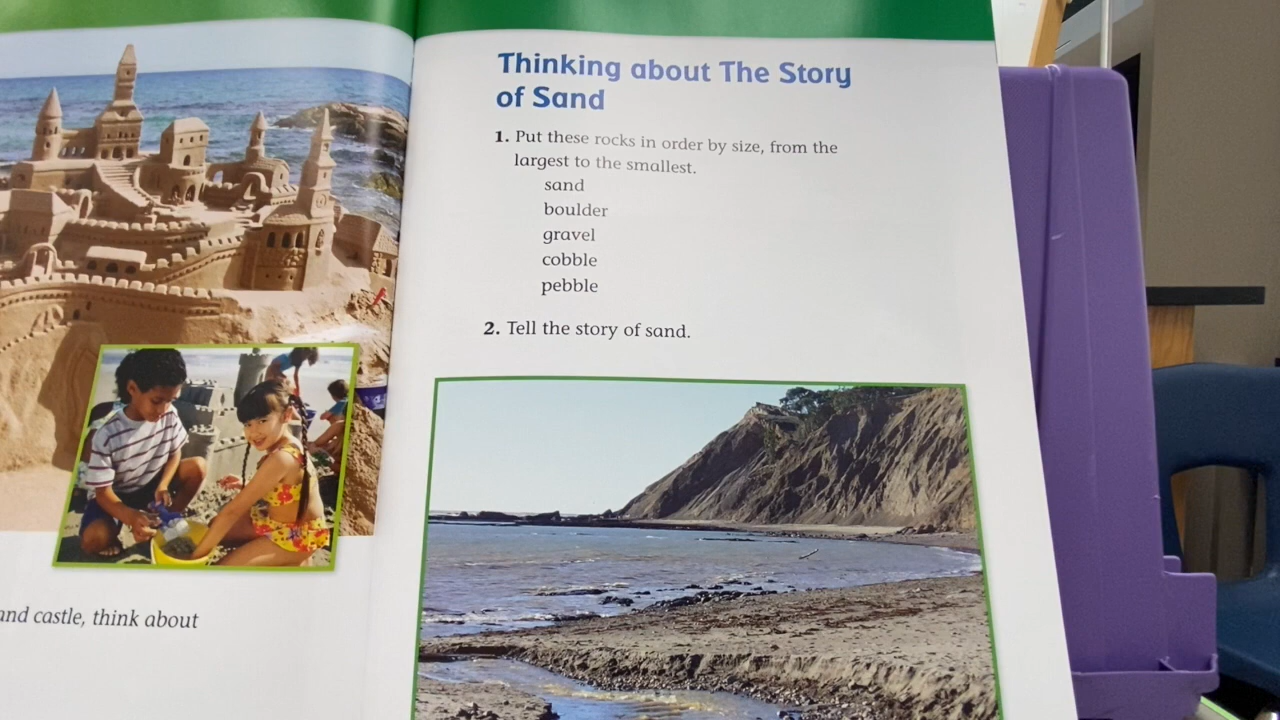 and castle, think about
Thinking about The Story
of Sand
1. Put these rocks in order by size, from the
largest to the smallest.
sand
boulder
gravel
cobble
pebble
2. Tell the story of sand.